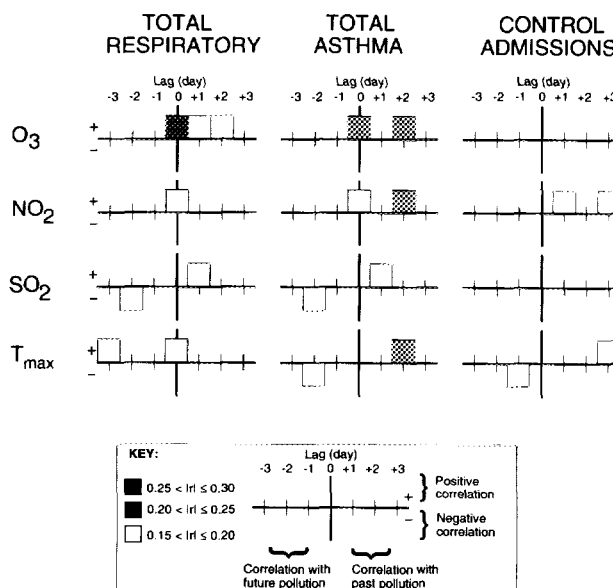 TOTAL RESPIRATORY
TOTAL ASTHMA
CONTROL ADMISSIONS
Lag (day)
-3 -2 -1 0 +1 +2 +3
Lag (day)
-3 -2 -1 0 +1 +2 +3
Lag (day)
-3 -2 -1 0 +1 +2 +3
O3 + −
NO2 + −
SO2 + −
Tmax + −
KEY:
0.25 < |r| ≤ 0.30
0.20 < |r| ≤ 0.25
0.15 < |r| ≤ 0.20
Lag (day)
-3 -2 -1 0 +1 +2 +3
+ } Positive correlation
− } Negative correlation
Correlation with future pollution
Correlation with past pollution